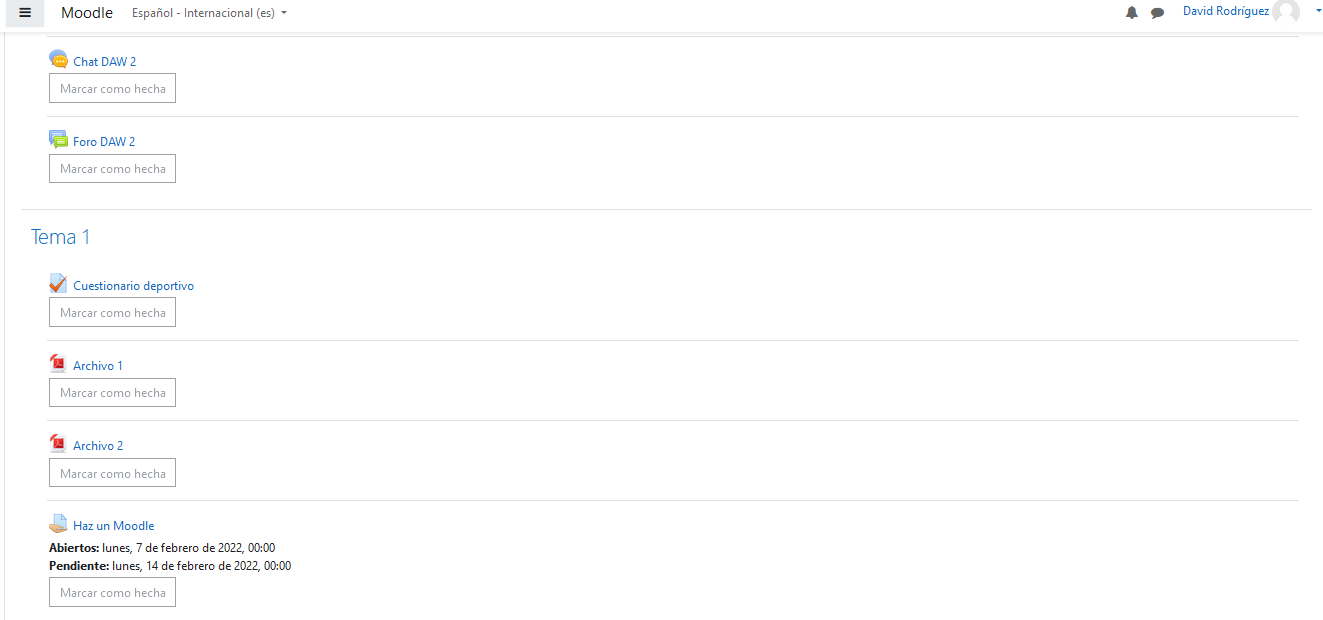 Moodle Español - Internacional (es) David Rodríguez
Chat DAW 2
Marcar como hecha
Foro DAW 2
Marcar como hecha
Tema 1
Cuestionario deportivo
Marcar como hecha
Archivo 1
Marcar como hecha
Archivo 2
Marcar como hecha
Haz un Moodle
Abiertos: lunes, 7 de febrero de 2022, 00:00
Pendiente: lunes, 14 de febrero de 2022, 00:00
Marcar como hecha